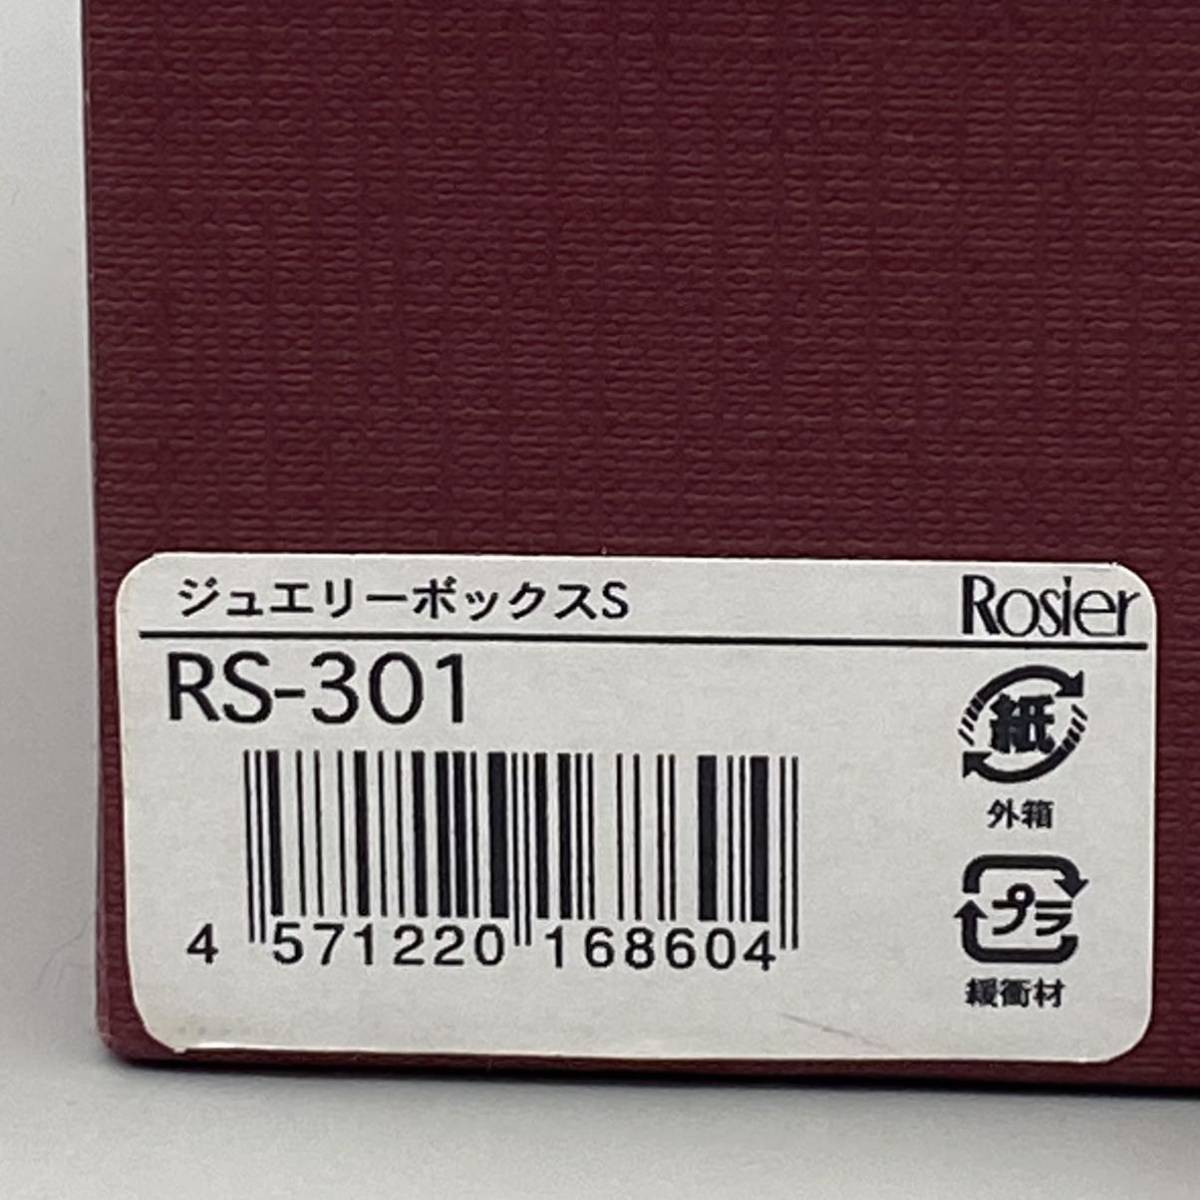 ジュエリーボックスS
Rosier
RS-301
紙
外箱
4 571220 168604
プラ
緩衝材